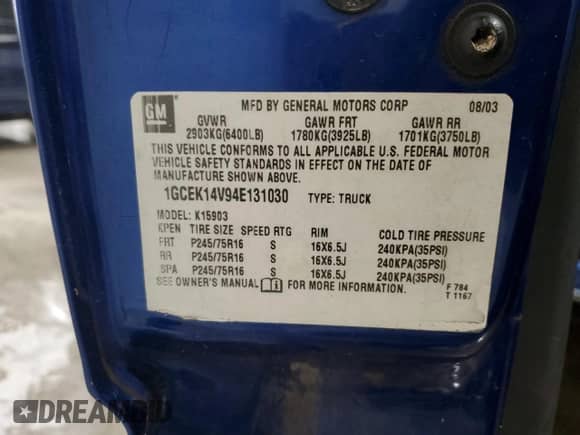 GM
MFD BY GENERAL MOTORS CORP 08/03
GVWR GAWR FRT GAWR RR
2903KG(6400LB) 1780KG(3925LB) 1701KG(3750LB)
THIS VEHICLE CONFORMS TO ALL APPLICABLE U.S. FEDERAL MOTOR
VEHICLE SAFETY STANDARDS IN EFFECT ON THE DATE OF
MANUFACTURE SHOWN ABOVE.
1GCEK14V94E131030 TYPE: TRUCK
MODEL: K15903
KPEN TIRE SIZE SPEED RTG RIM COLD TIRE PRESSURE
FRT P245/75R16 S 16X6.5J 240KPA(35PSI)
RR P245/75R16 S 16X6.5J 240KPA(35PSI)
SPA P245/75R16 S 16X6.5J 240KPA(35PSI)
SEE OWNER'S MANUAL FOR MORE INFORMATION.
F 784
T 1167
DREAMBID